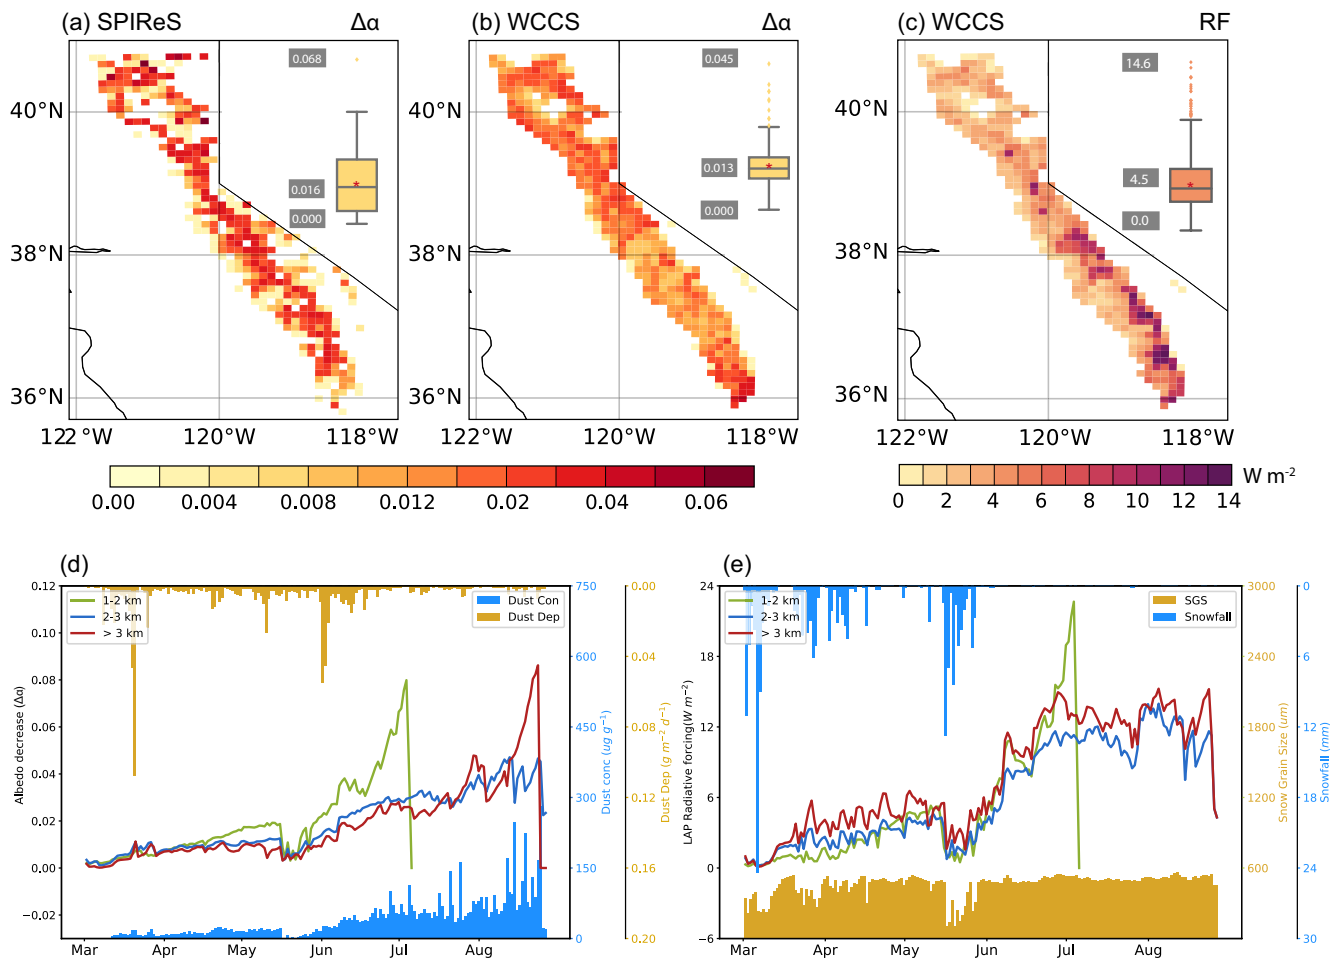 (a) SPIReS Δα
(b) WCCS Δα
(c) WCCS RF
0.068
0.016
0.000
0.045
0.013
0.000
14.6
4.5
0.0
40°N
38°N
36°N
122°W 120°W 118°W
40°N
38°N
36°N
122°W 120°W 118°W
40°N
38°N
36°N
122°W 120°W 118°W
0.00 0.004 0.012 0.02 0.04 0.06
0 2 4 6 8 10 12 14 W m-2
(d)
1-2 km
2-3 km
> 3 km
Dust Con
Dust Dep
0.12
0.10
0.08
0.06
0.04
0.02
0.00
−0.02
Albedo decrease (Δα)
750
600
450
300
150
0
Dust conc (ug g−1)
0.00
0.04
0.08
0.12
0.16
0.20
Dust Dep (g m−2 d−1)
Mar Apr May Jun Jul Aug
(e)
1-2 km
2-3 km
> 3 km
SGS
Snowfall
24
18
12
6
0
−6
LAP Radiative forcing(W m−2)
3000
2400
1800
1200
600
0
Snow Grain Size (um)
0
6
12
18
24
30
Snowfall (mm)
Mar Apr May Jun Jul Aug